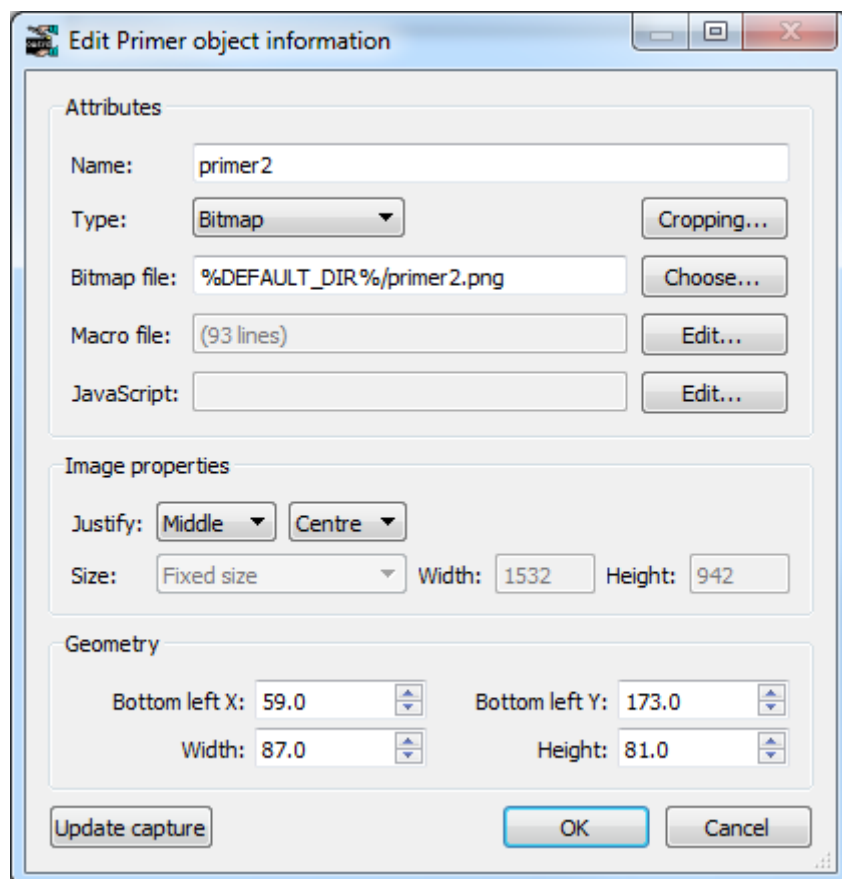 Edit Primer object information
Attributes
Name: primer2
Type: Bitmap Cropping...
Bitmap file: %DEFAULT_DIR%/primer2.png Choose...
Macro file: (93 lines) Edit...
JavaScript: Edit...
Image properties
Justify: Middle Centre
Size: Fixed size Width: 1532 Height: 942
Geometry
Bottom left X: 59.0 Bottom left Y: 173.0
Width: 87.0 Height: 81.0
Update capture OK Cancel